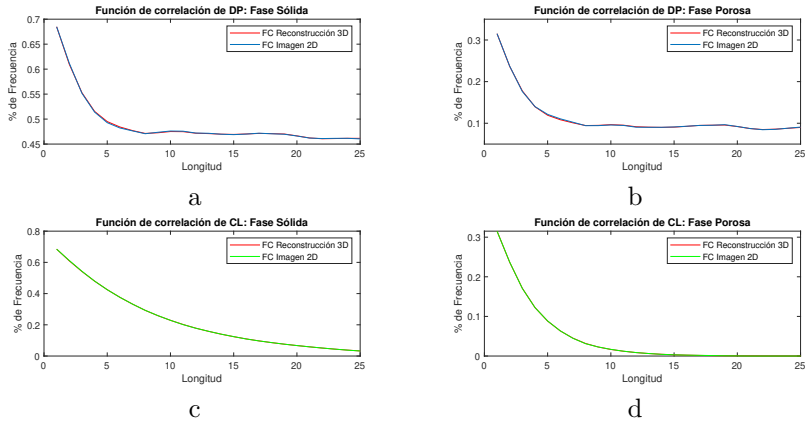 Función de correlación de DP: Fase Sólida
0.7
0.65
0.6
0.55
0.5
0.45
% de Frecuencia
FC Reconstrucción 3D
FC Imagen 2D
0 5 10 15 20 25
Longitud
a
Función de correlación de DP: Fase Porosa
0.3
0.2
0.1
% de Frecuencia
FC Reconstrucción 3D
FC Imagen 2D
0 5 10 15 20 25
Longitud
b
Función de correlación de CL: Fase Sólida
0.8
0.6
0.4
0.2
0
% de Frecuencia
FC Reconstrucción 3D
FC Imagen 2D
0 5 10 15 20 25
Longitud
c
Función de correlación de CL: Fase Porosa
0.3
0.2
0.1
0
% de Frecuencia
FC Reconstrucción 3D
FC Imagen 2D
0 5 10 15 20 25
Longitud
d